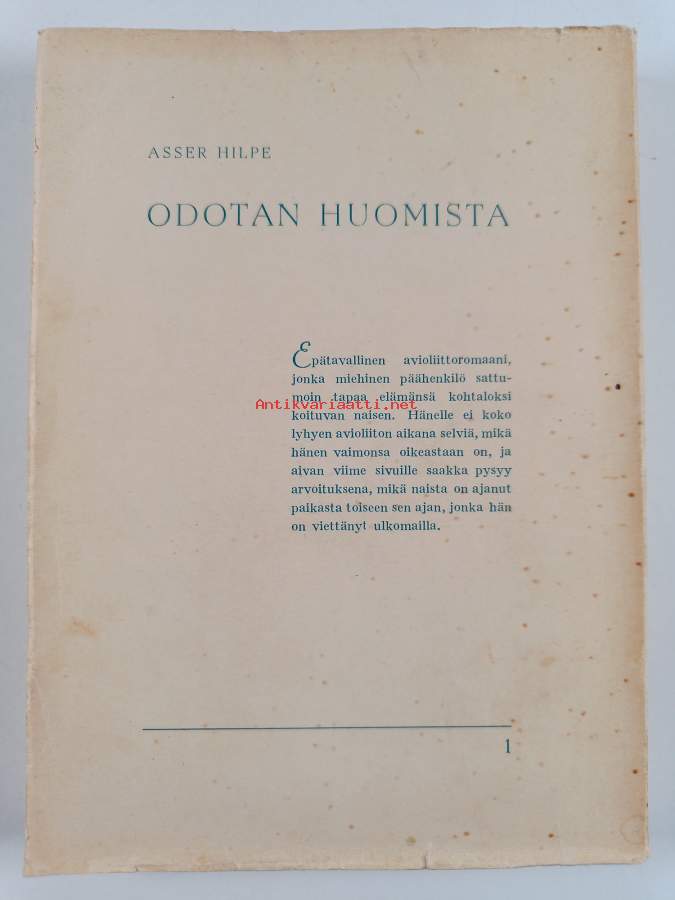 ASSER HILPE
ODOTAN HUOMISTA
Epätavallinen avioliittoromaani,
jonka miehinen päähenkilö sattu-
moin tapaa elämänsä kohtaloksi
Antikvariaatti.net
koituvan naisen. Hänelle ei koko
lyhyen avioliiton aikana selviä, mikä
hänen vaimonsa oikeastaan on, ja
aivan viime sivuille saakka pysyy
arvoituksena, mikä naista on ajanut
paikasta toiseen sen ajan, jonka hän
on viettänyt ulkomailla.
1